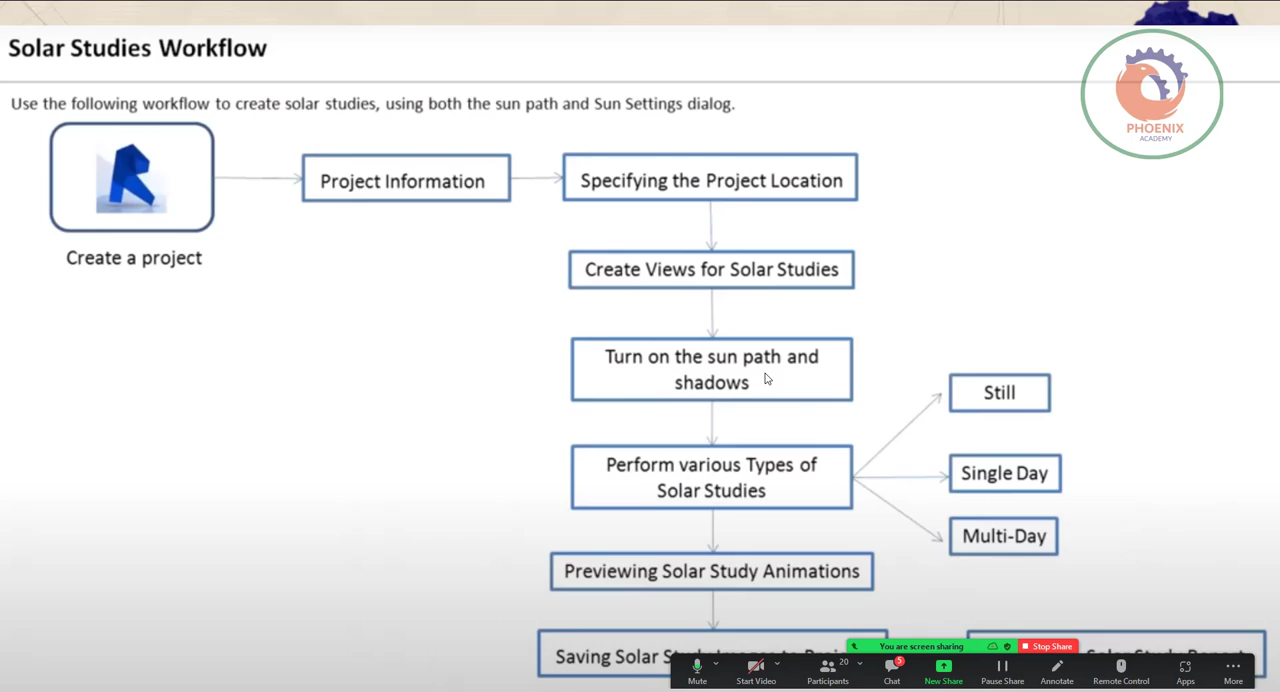 Solar Studies Workflow
Use the following workflow to create solar studies, using both the sun path and Sun Settings dialog.
PHOENIX
ACADEMY
Project Information
Specifying the Project Location
Create a project
Create Views for Solar Studies
Turn on the sun path and
shadows
Still
Perform various Types of
Solar Studies
Single Day
Multi-Day
Previewing Solar Study Animations
Saving Solar
You are screen sharing
Stop Share
20
5
Mute
Start Video
Participants
Chat
New Share
Pause Share
Annotate
Remote Control
Apps
More